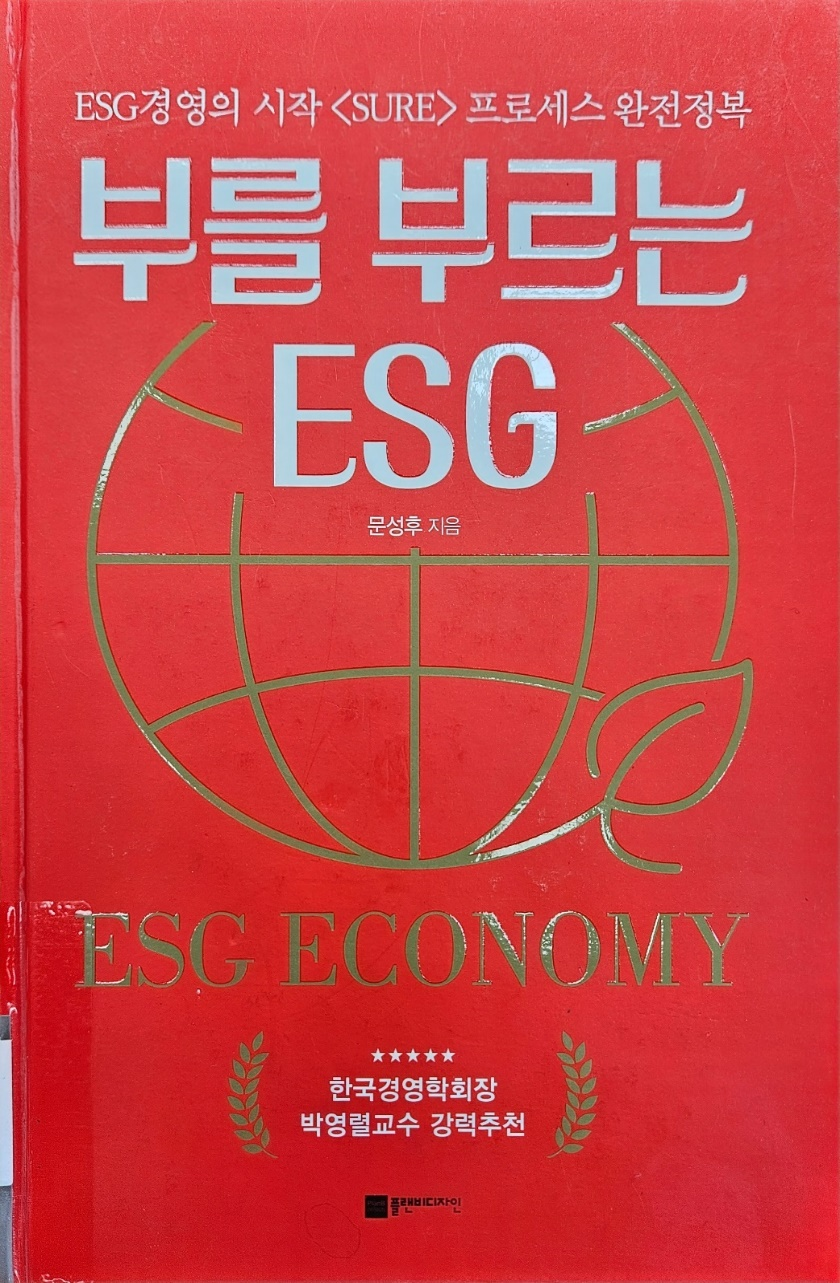 ESG경영의 시작 <SURE> 프로세스 완전정복
부를 부르는
ESG
문성후 지음
ESG ECONOMY
★★★★★
한국경영학회장
박영렬교수 강력추천
플랜비디자인